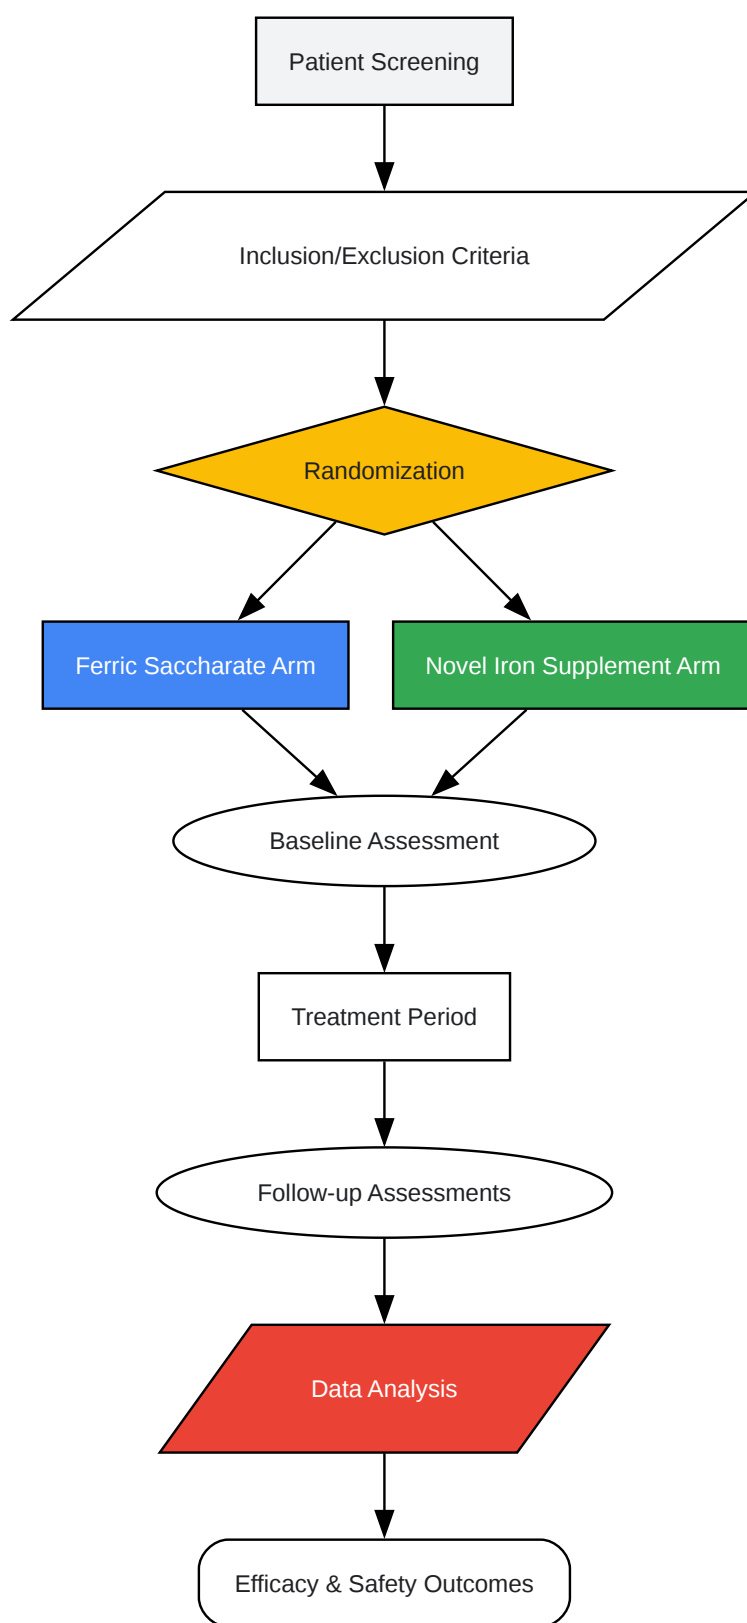 Patient Screening
Inclusion/Exclusion Criteria
Randomization
Ferric Saccharate Arm
Novel Iron Supplement Arm
Baseline Assessment
Treatment Period
Follow-up Assessments
Data Analysis
Efficacy & Safety Outcomes